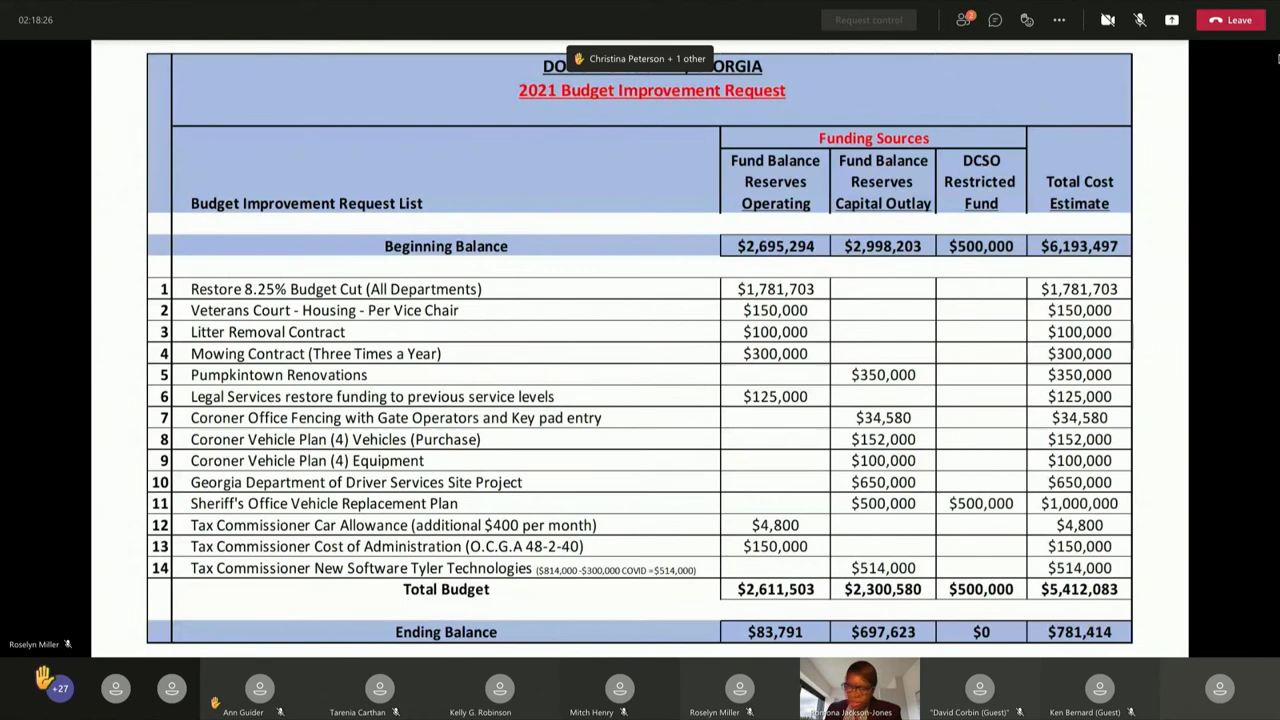 02:18:26
Request control
2
Leave
Christina Peterson + 1 other
DO ORGIA
2021 Budget Improvement Request
Funding Sources
Budget Improvement Request List Fund Balance Reserves Operating Fund Balance Reserves Capital Outlay DCSO Restricted Fund Total Cost Estimate
Beginning Balance $2,695,294 $2,998,203 $500,000 $6,193,497
1 Restore 8.25% Budget Cut (All Departments) $1,781,703 $1,781,703
2 Veterans Court - Housing - Per Vice Chair $150,000 $150,000
3 Litter Removal Contract $100,000 $100,000
4 Mowing Contract (Three Times a Year) $300,000 $300,000
5 Pumpkintown Renovations $350,000 $350,000
6 Legal Services restore funding to previous service levels $125,000 $125,000
7 Coroner Office Fencing with Gate Operators and Key pad entry $34,580 $34,580
8 Coroner Vehicle Plan (4) Vehicles (Purchase) $152,000 $152,000
9 Coroner Vehicle Plan (4) Equipment $100,000 $100,000
10 Georgia Department of Driver Services Site Project $650,000 $650,000
11 Sheriff's Office Vehicle Replacement Plan $500,000 $500,000 $1,000,000
12 Tax Commissioner Car Allowance (additional $400 per month) $4,800 $4,800
13 Tax Commissioner Cost of Administration (O.C.G.A 48-2-40) $150,000 $150,000
14 Tax Commissioner New Software Tyler Technologies ($814,000 -$300,000 COVID =$514,000) $514,000 $514,000
Total Budget $2,611,503 $2,300,580 $500,000 $5,412,083
Ending Balance $83,791 $697,623 $0 $781,414
Roselyn Miller
+27
Ann Guider
Tarenia Carthan
Kelly G. Robinson
Mitch Henry
Roselyn Miller
Jackson-Jones
"David Corbin (Guest)"
Ken Bernard (Guest)